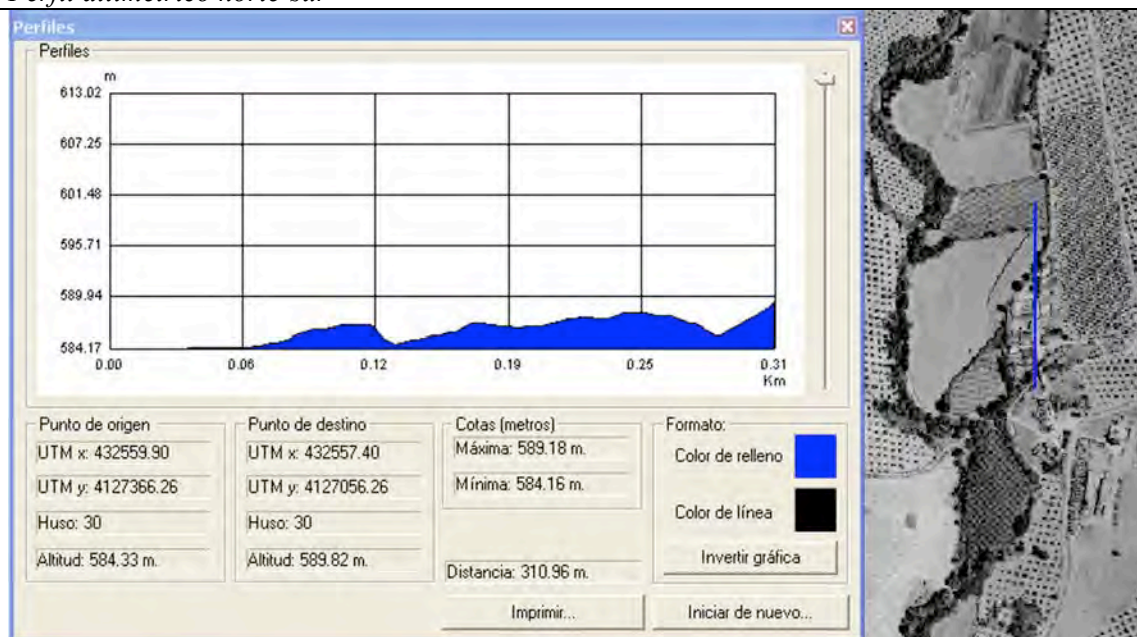 Perfil altimétrico norte-sur
Perfiles
Perfiles
m
613.02
607.25
601.48
595.71
589.94
584.17
0.00 0.06 0.12 0.19 0.25 0.31
Km
Punto de origen
UTM x: 432559.90
UTM y: 4127366.26
Huso: 30
Altitud: 584.33 m.
Punto de destino
UTM x: 432557.40
UTM y: 4127056.26
Huso: 30
Altitud: 589.82 m.
Cotas (metros)
Máxima: 589.18 m.
Mínima: 584.16 m.
Distancia: 310.96 m.
Formato:
Color de relleno
Color de línea
Invertir gráfica
Imprimir...
Iniciar de nuevo...